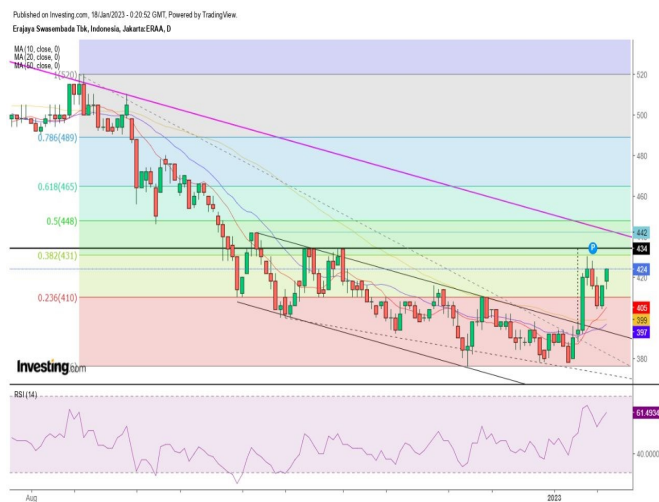 Published on Investing.com, 18/Jan/2023 - 0:20:52 GMT, Powered by TradingView.
Erajaya Swasembada Tbk, Indonesia, Jakarta:ERAA, D
MA (10, close, 0)
MA (20, close, 0)
MA (60, close, 0)
1(520)
520
500
0.786(489)
480
0.618(465)
460
0.5(448)
442
434
P
0.382(431)
424
420
0.236(410)
405
399
397
380
Investing.com
RSI (14)
61.4934
40.0000
Aug
2023